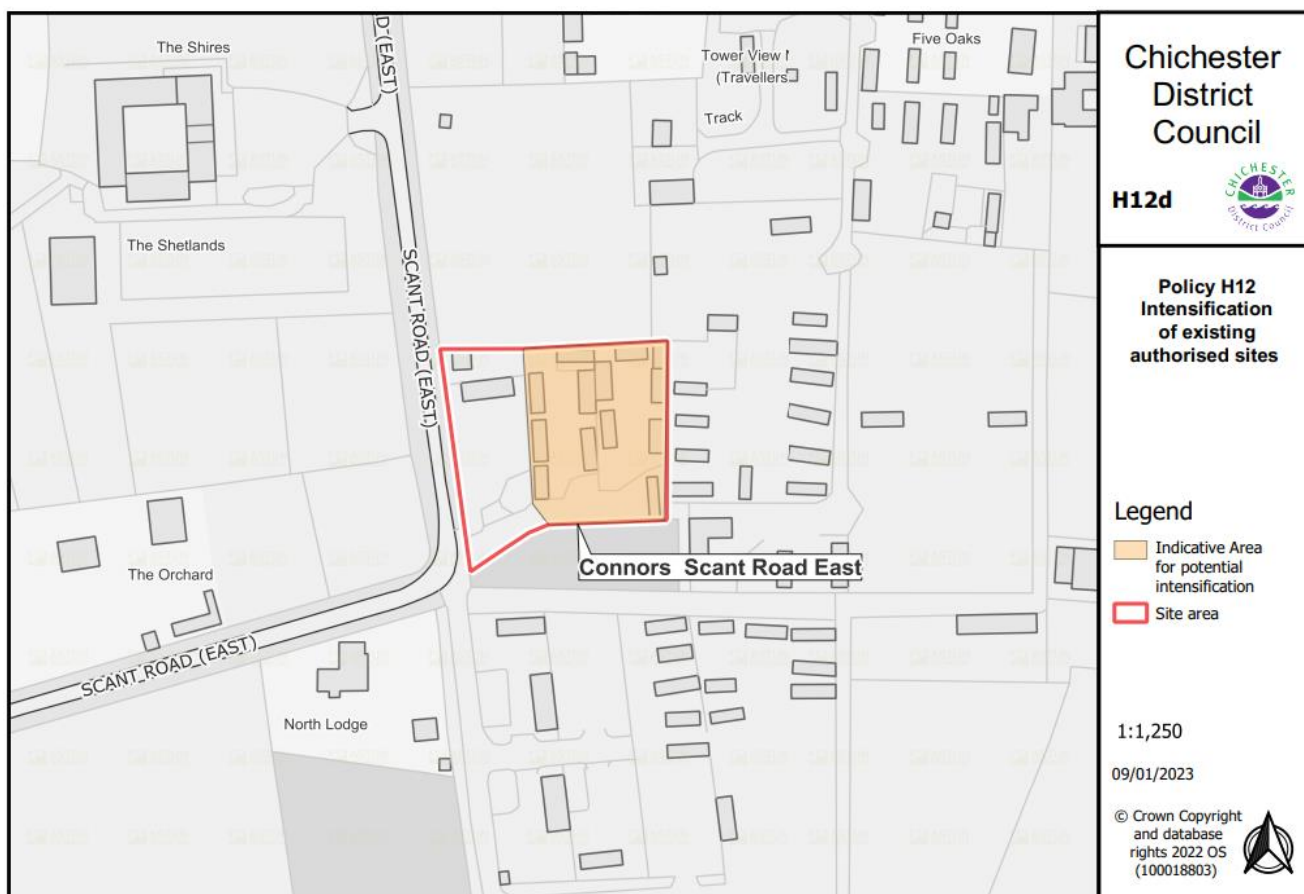 The Shires
D (EAST)
Tower View
(Travellers
Five Oaks
Track
The Shetlands
SCANT ROAD (EAST)
Connors Scant Road East
The Orchard
SCANT ROAD (EAST)
North Lodge
Chichester
District
Council
H12d
CHICHESTER
District Council
Policy H12
Intensification
of existing
authorised sites
Legend
Indicative Area
for potential
intensification
Site area
1:1,250
09/01/2023
© Crown Copyright
and database
rights 2022 OS
(100018803)